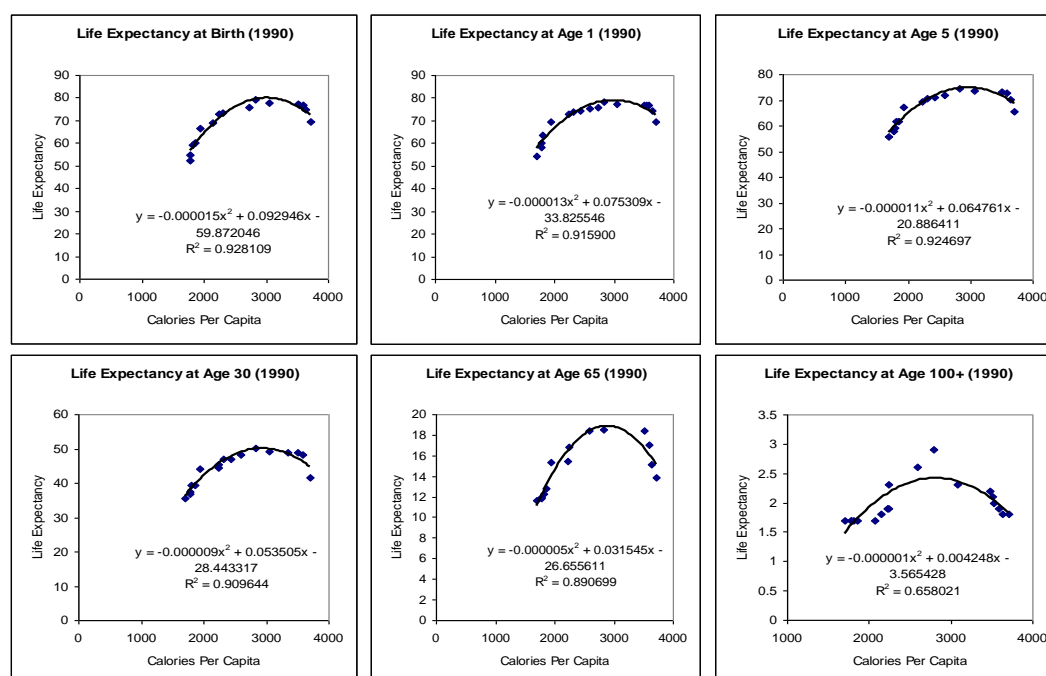 Life Expectancy at Birth (1990)
Life Expectancy
90
80
70
60
50
40
30
20
10
0
y = -0.000015x² + 0.092946x -
59.872046
R² = 0.928109
0 1000 2000 3000 4000
Calories Per Capita
Life Expectancy at Age 1 (1990)
Life Expectancy
90
80
70
60
50
40
30
20
10
0
y = -0.000013x² + 0.075309x -
33.825546
R² = 0.915900
0 1000 2000 3000 4000
Calories Per Capita
Life Expectancy at Age 5 (1990)
Life Expectancy
80
70
60
50
40
30
20
10
0
y = -0.000011x² + 0.064761x -
20.886411
R² = 0.924697
0 1000 2000 3000 4000
Calories Per Capita
Life Expectancy at Age 30 (1990)
Life Expectancy
60
50
40
30
20
10
0
y = -0.000009x² + 0.053505x -
28.443317
R² = 0.909644
0 1000 2000 3000 4000
Calories Per Capita
Life Expectancy at Age 65 (1990)
Life Expectancy
20
18
16
14
12
10
8
6
4
2
0
y = -0.000005x² + 0.031545x -
26.655611
R² = 0.890699
0 1000 2000 3000 4000
Calories Per Capita
Life Expectancy at Age 100+ (1990)
Life Expectancy
3.5
3
2.5
2
1.5
1
0.5
0
y = -0.000001x² + 0.004248x -
3.565428
R² = 0.658021
1000 2000 3000 4000
Calories Per Capita